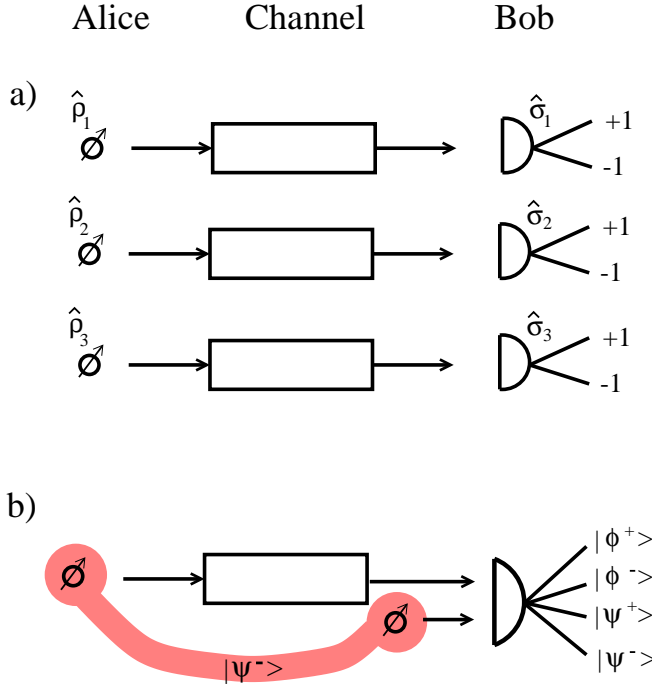 Alice Channel Bob
a)
ρ̂₁ σ̂₁ +1
-1
ρ̂₂ σ̂₂ +1
-1
ρ̂₃ σ̂₃ +1
-1
b)
|ϕ⁺>
|ϕ⁻>
|ψ⁺>
|ψ⁻> |ψ⁻>